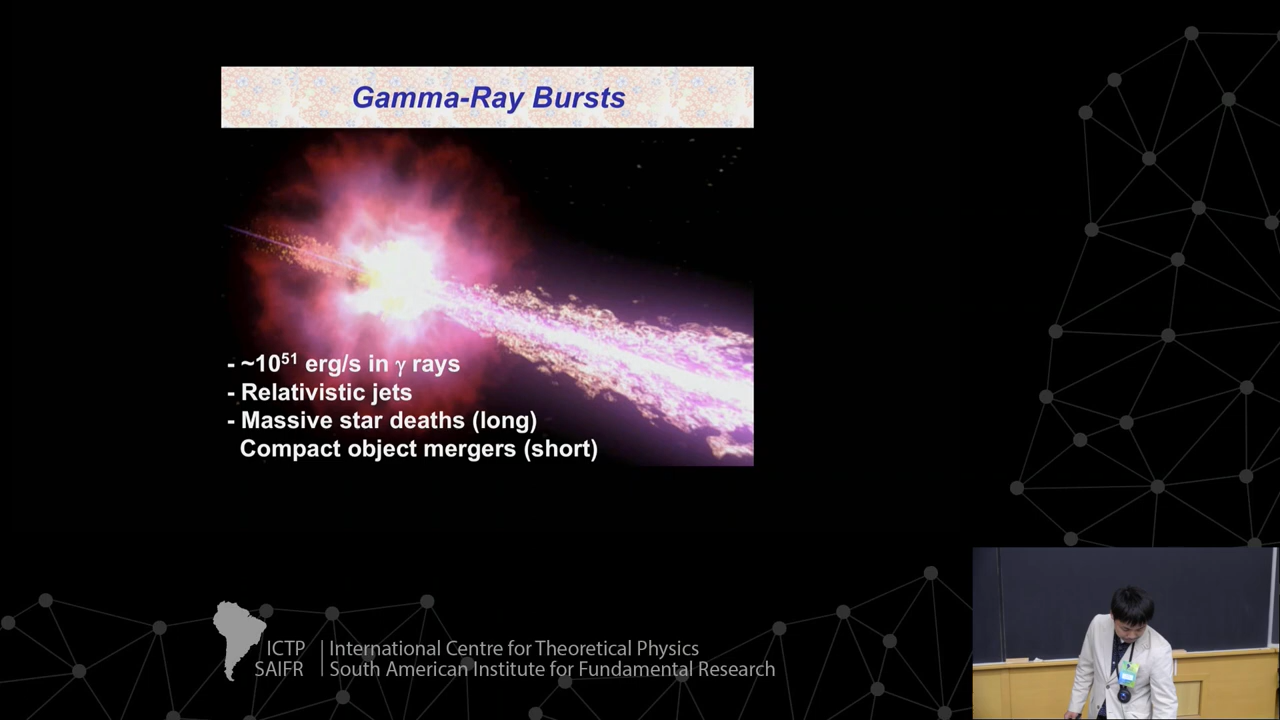 Gamma-Ray Bursts
- ~10⁵¹ erg/s in γ rays
- Relativistic jets
- Massive star deaths (long)
Compact object mergers (short)
ICTP | International Centre for Theoretical Physics
SAIFR | South American Institute for Fundamental Research